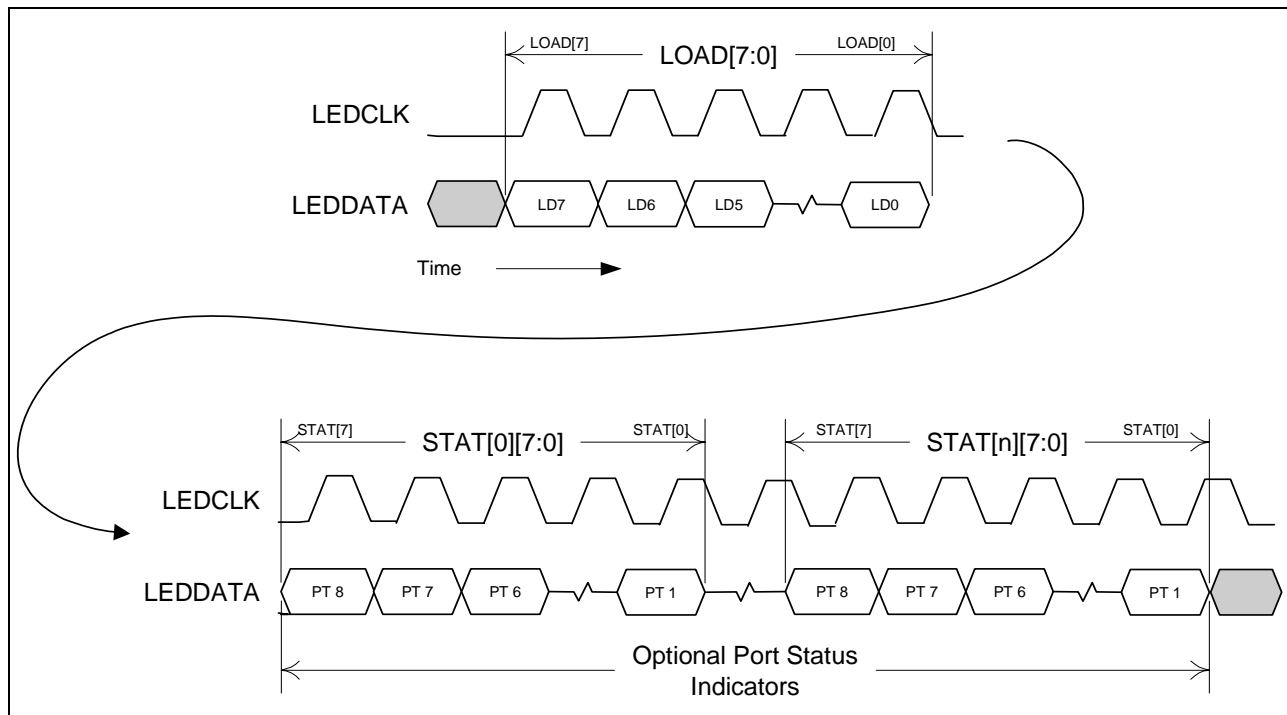 LOAD[7] LOAD[7:0] LOAD[0]
LEDCLK
LEDDATA LD7 LD6 LD5 LD0
Time
STAT[7] STAT[0][7:0] STAT[0] STAT[7] STAT[n][7:0] STAT[0]
LEDCLK
LEDDATA PT 8 PT 7 PT 6 PT 1 PT 8 PT 7 PT 6 PT 1
Optional Port Status
Indicators